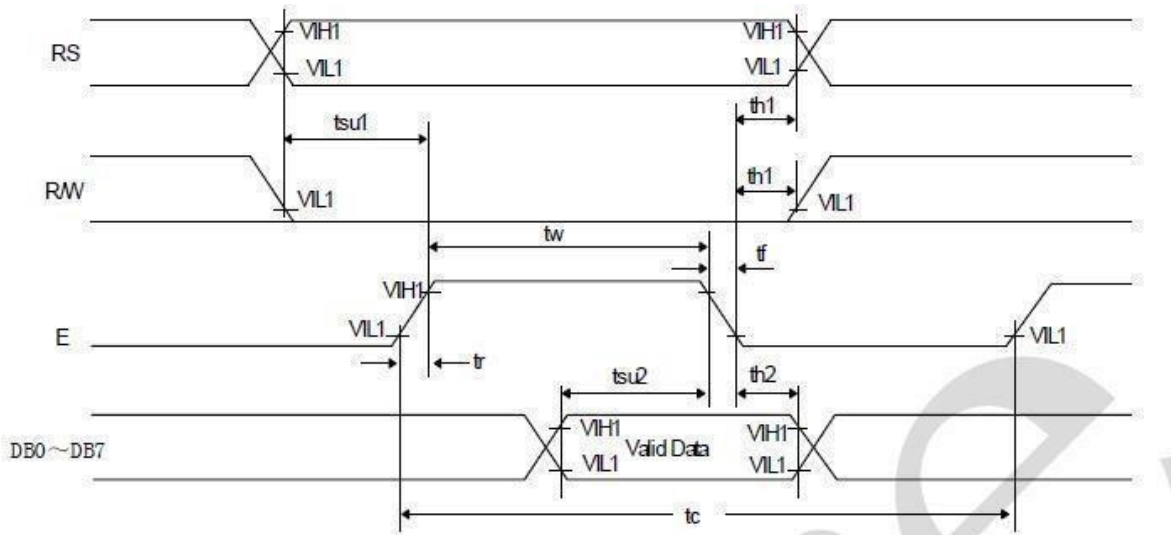 VIH1 VIH1
RS
VIL1 VIL1
th1
tsu1
th1
R/W
VIL1 VIL1
tw
tf
VIH1
E VIL1 VIL1
tr
tsu2 th2
VIH1 VIH1
DB0～DB7 Valid Data
VIL1 VIL1
tc